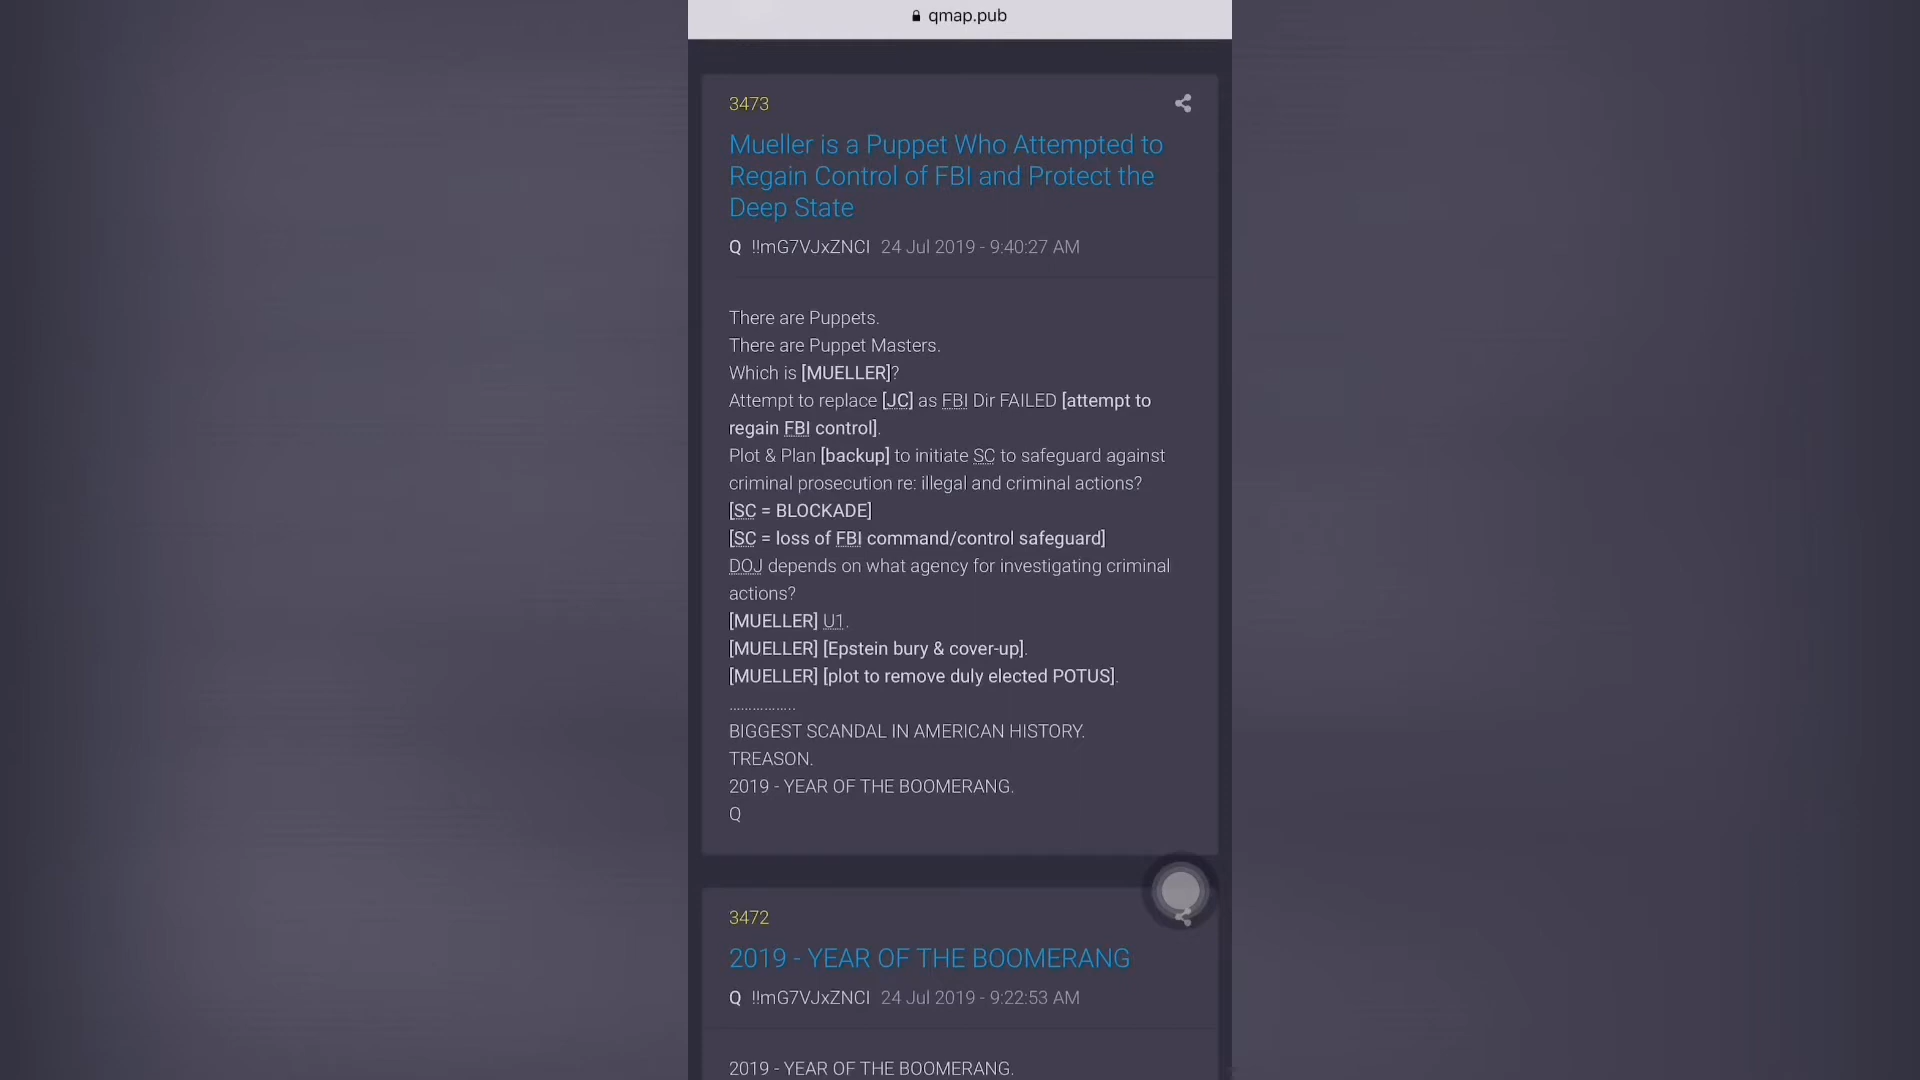 qmap.pub
3473
Mueller is a Puppet Who Attempted to
Regain Control of FBI and Protect the
Deep State
Q !!mG7VJxZNCI 24 Jul 2019 - 9:40:27 AM
There are Puppets.
There are Puppet Masters.
Which is [MUELLER]?
Attempt to replace [JC] as FBI Dir FAILED [attempt to
regain FBI control].
Plot & Plan [backup] to initiate SC to safeguard against
criminal prosecution re: illegal and criminal actions?
[SC = BLOCKADE]
[SC = loss of FBI command/control safeguard]
DOJ depends on what agency for investigating criminal
actions?
[MUELLER] U1.
[MUELLER] [Epstein bury & cover-up].
[MUELLER] [plot to remove duly elected POTUS].
……………..
BIGGEST SCANDAL IN AMERICAN HISTORY.
TREASON.
2019 - YEAR OF THE BOOMERANG.
Q
3472
2019 - YEAR OF THE BOOMERANG
Q !!mG7VJxZNCI 24 Jul 2019 - 9:22:53 AM
2019 - YEAR OF THE BOOMERANG.